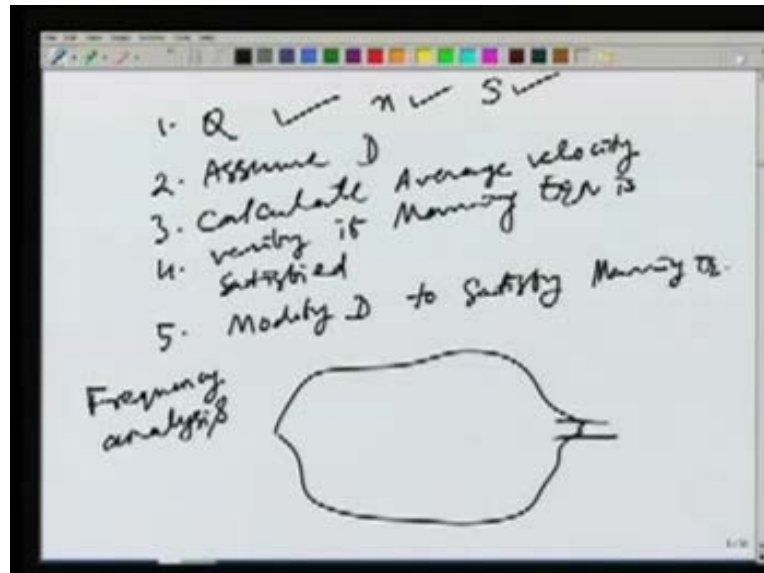 1. Q ✓ n ✓ S ✓
2. Assume D
3. Calculate Average velocity
4. verify if Manning Eqn is
satisfied
5. Modify D to satisfy Manning Eq.
Frequency
analysis